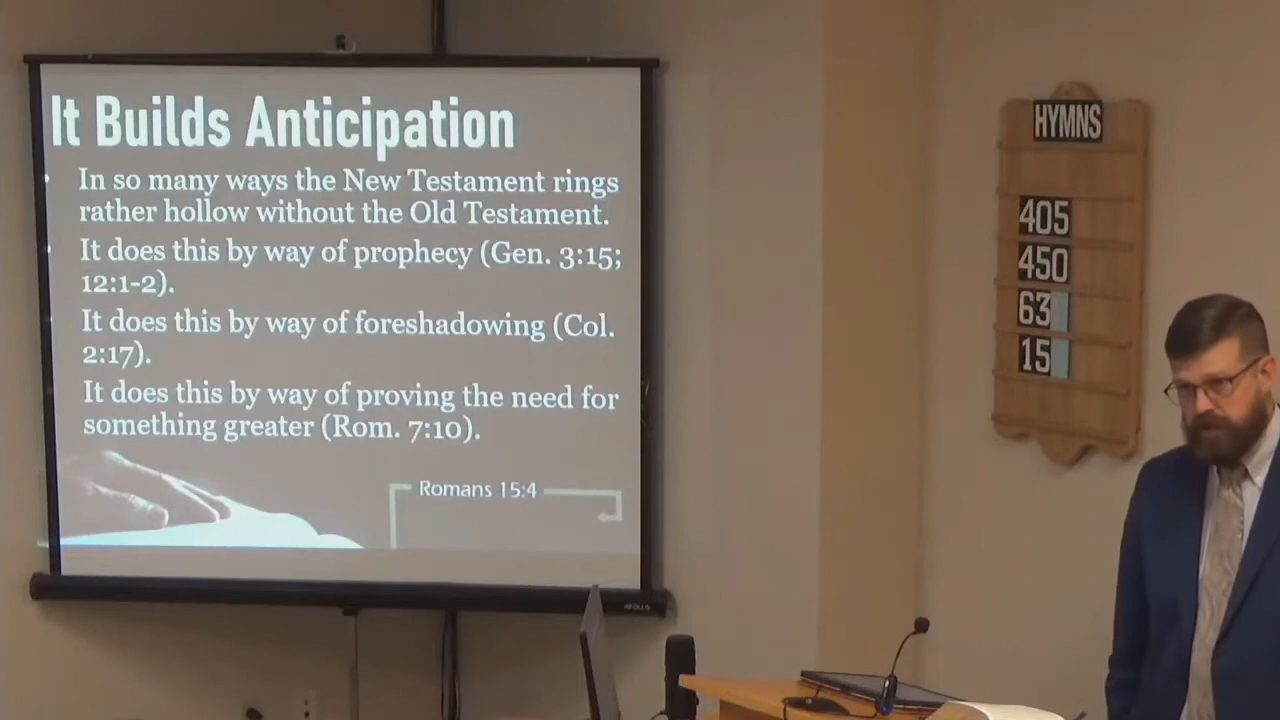 It Builds Anticipation
In so many ways the New Testament rings
rather hollow without the Old Testament.
It does this by way of prophecy (Gen. 3:15;
12:1-2).
It does this by way of foreshadowing (Col.
2:17).
It does this by way of proving the need for
something greater (Rom. 7:10).
Romans 15:4
APOLLO
HYMNS
405
450
63
15